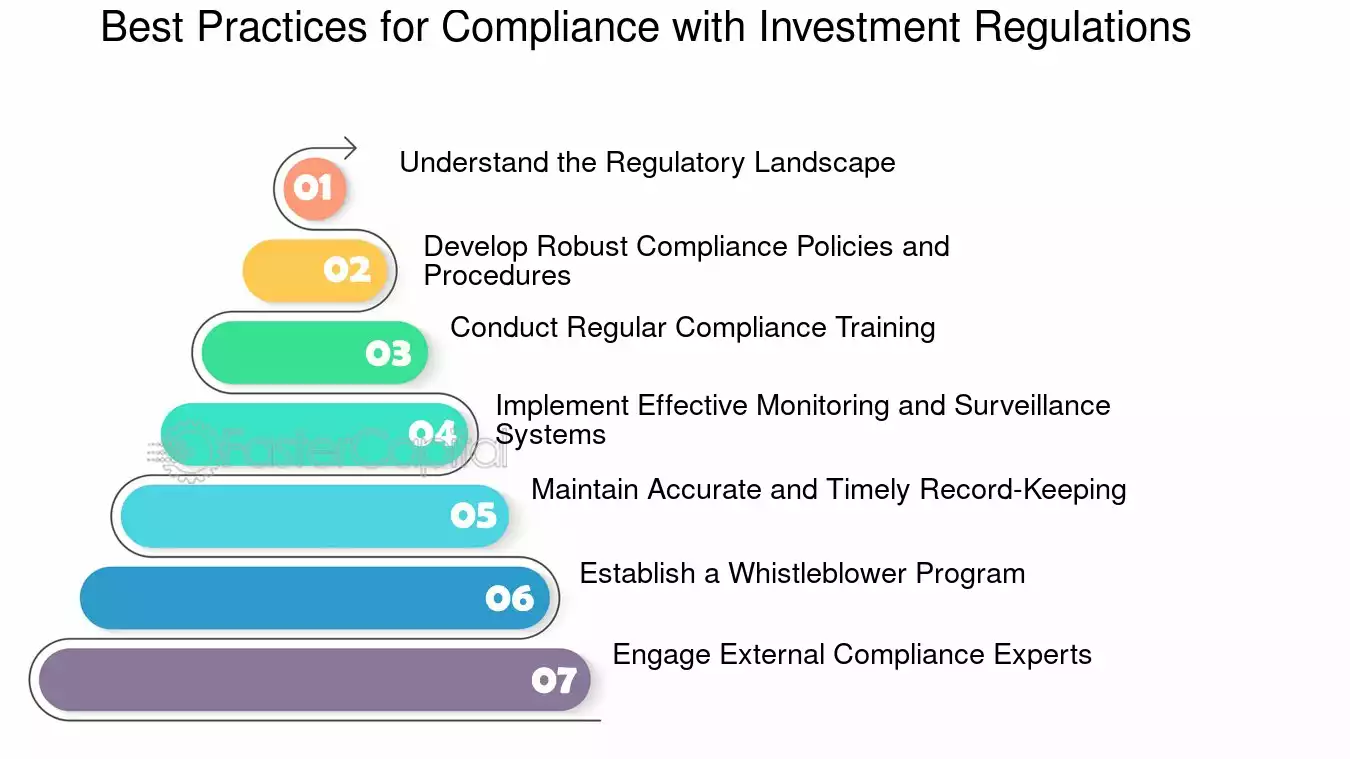 Best Practices for Compliance with Investment Regulations
01
Understand the Regulatory Landscape
02
Develop Robust Compliance Policies and
Procedures
03
Conduct Regular Compliance Training
04
Implement Effective Monitoring and Surveillance
Systems
FasterCapital
05
Maintain Accurate and Timely Record-Keeping
06
Establish a Whistleblower Program
07
Engage External Compliance Experts